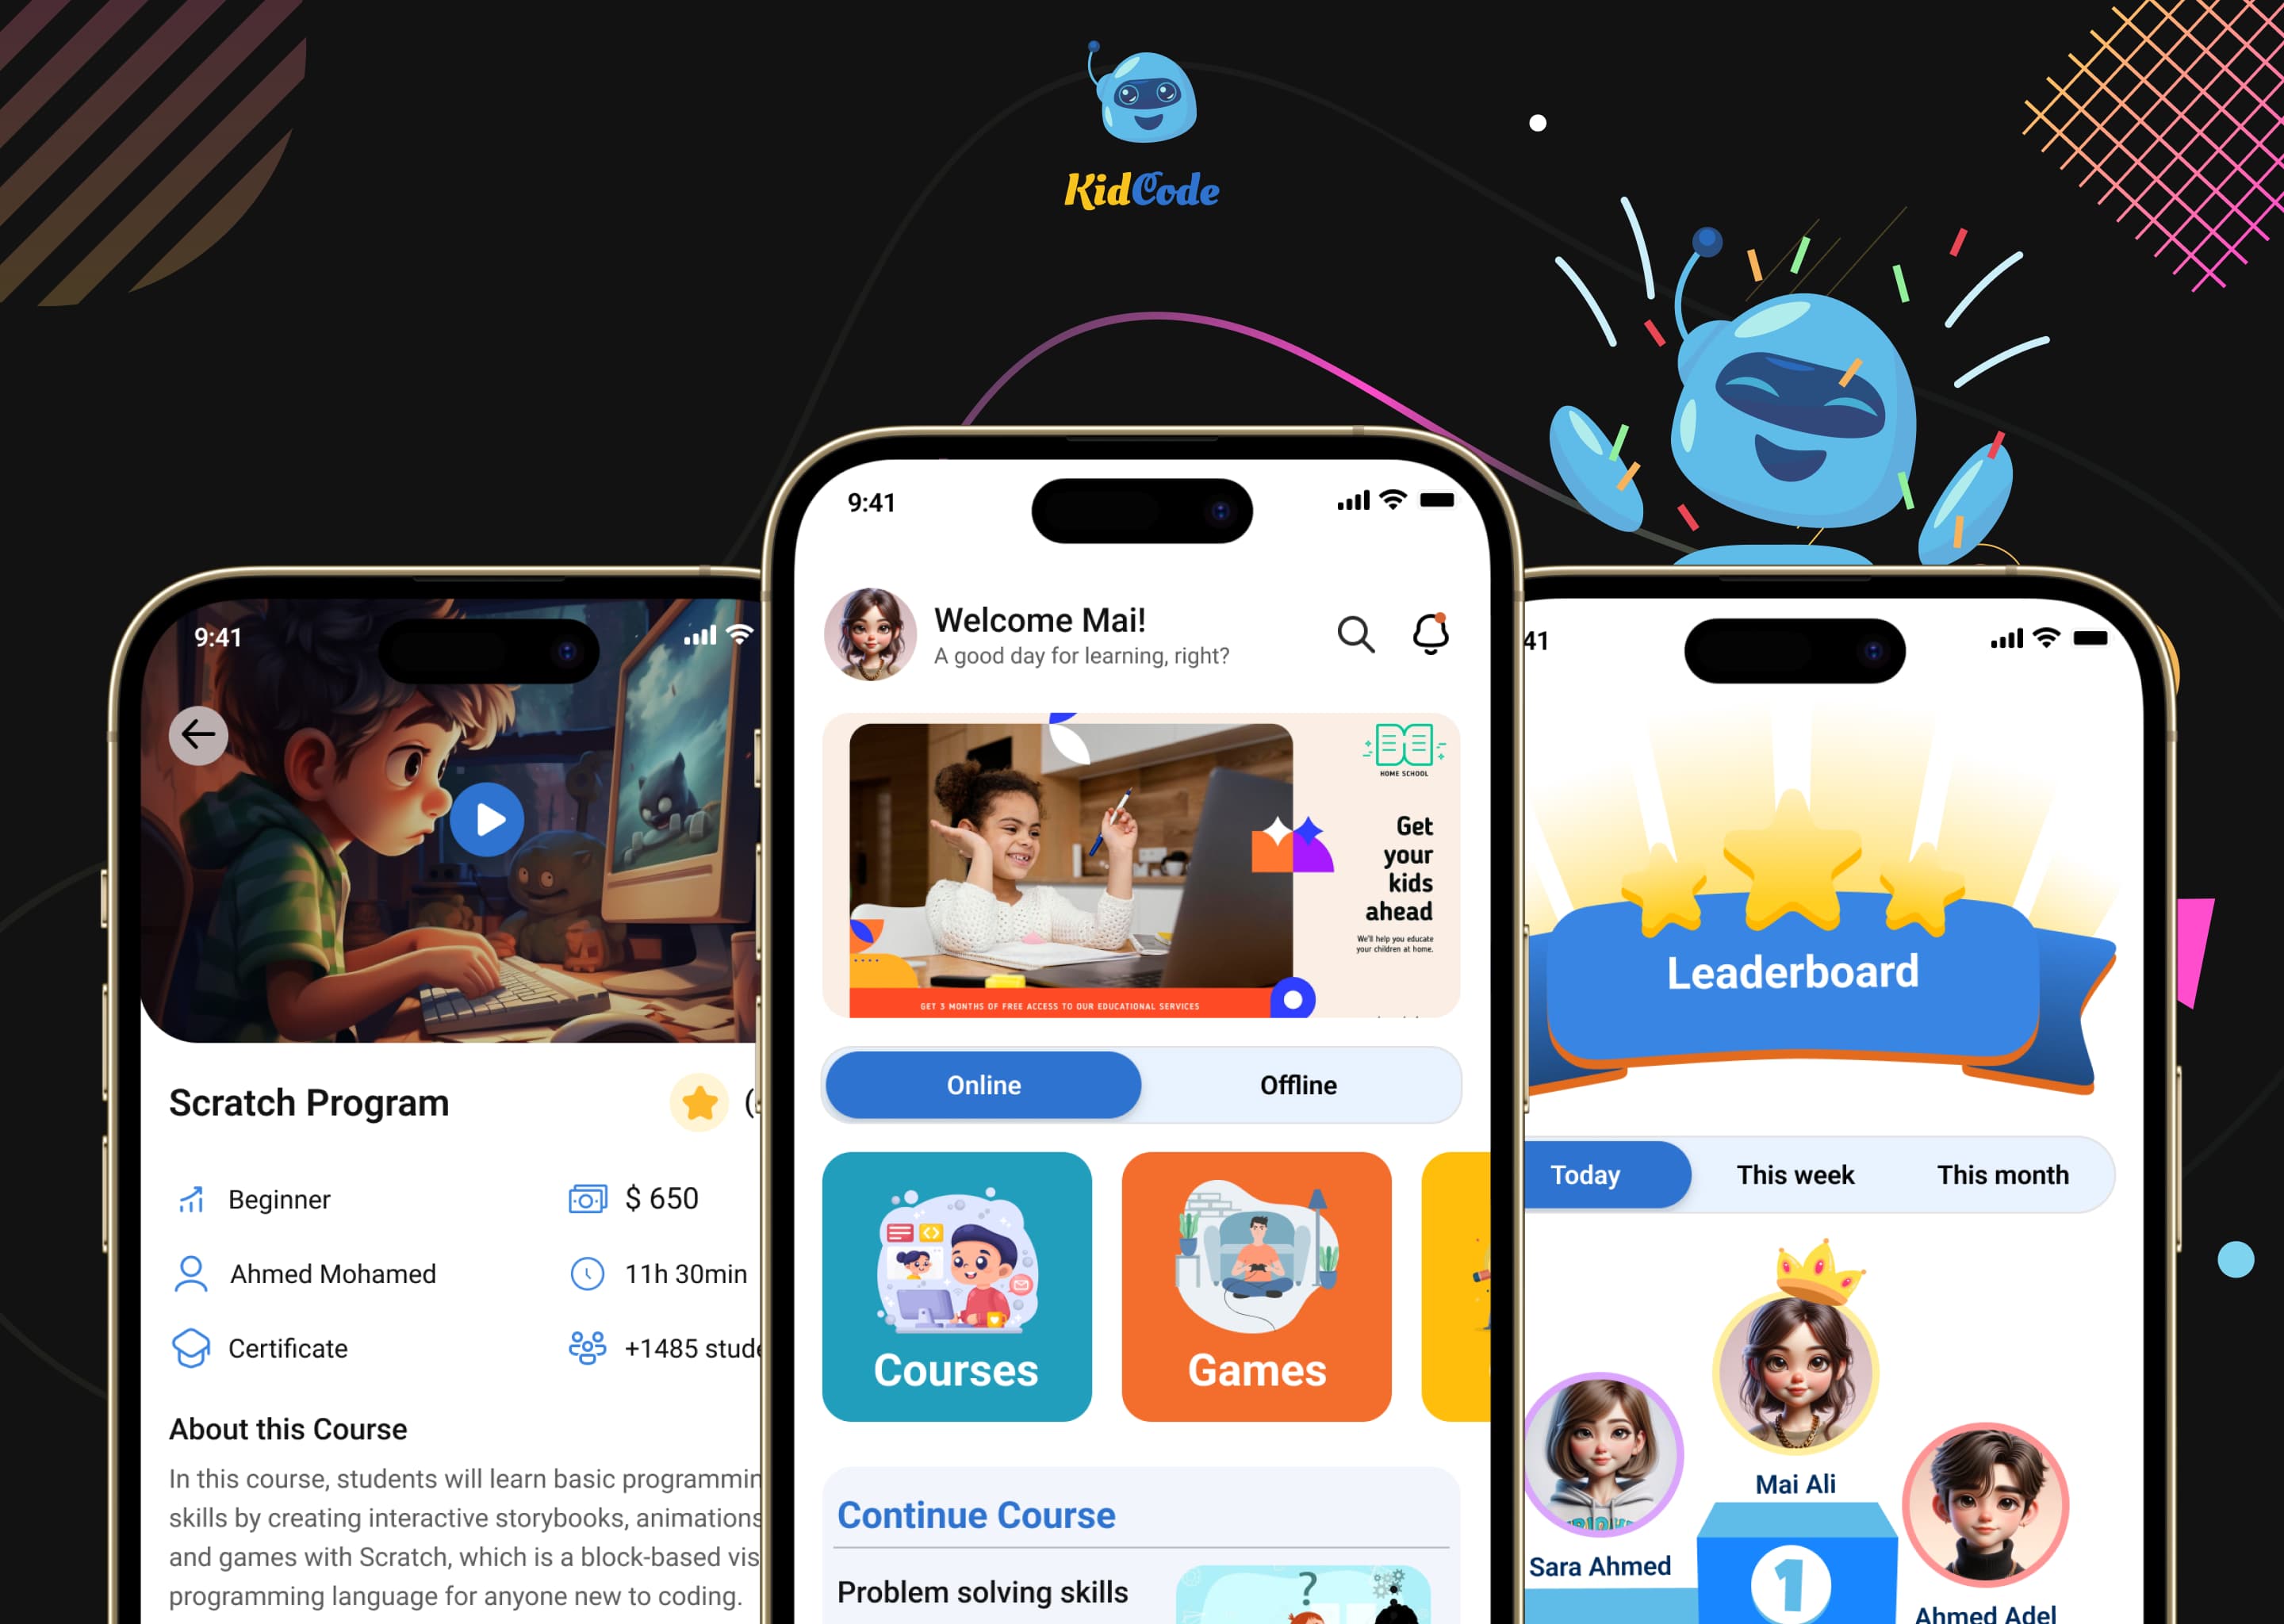 KidCode
9:41
Scratch Program
(
Beginner
$ 650
Ahmed Mohamed
11h 30min
Certificate
+1485 stude
About this Course
In this course, students will learn basic programmin
skills by creating interactive storybooks, animations
and games with Scratch, which is a block-based vis
programming language for anyone new to coding.
9:41
Welcome Mai!
A good day for learning, right?
HOME SCHOOL
Get
your
kids
ahead
We'll help you educate
your children at home.
GET 3 MONTHS OF FREE ACCESS TO OUR EDUCATIONAL SERVICES
Online
Offline
Courses
Games
Continue Course
Problem solving skills
?
41
Leaderboard
Today
This week
This month
Mai Ali
Sara Ahmed
1
Ahmed Adel